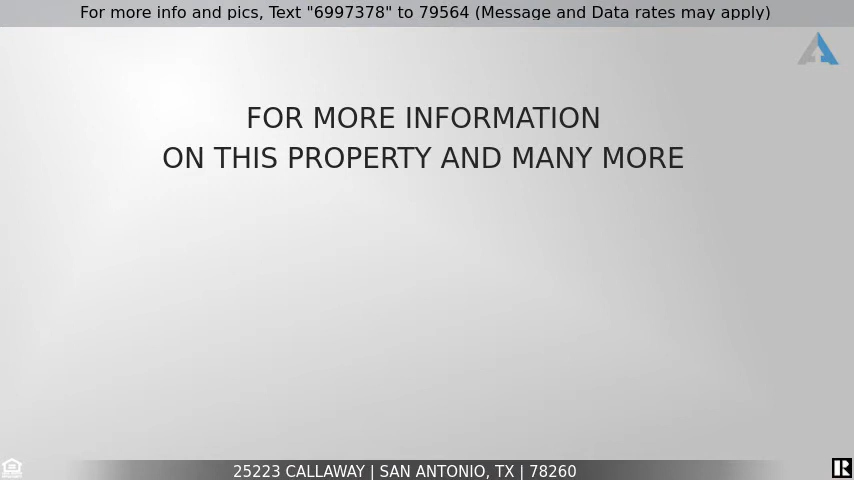 For more info and pics, Text "6997378" to 79564 (Message and Data rates may apply)
FOR MORE INFORMATION
ON THIS PROPERTY AND MANY MORE
25223 CALLAWAY | SAN ANTONIO, TX | 78260